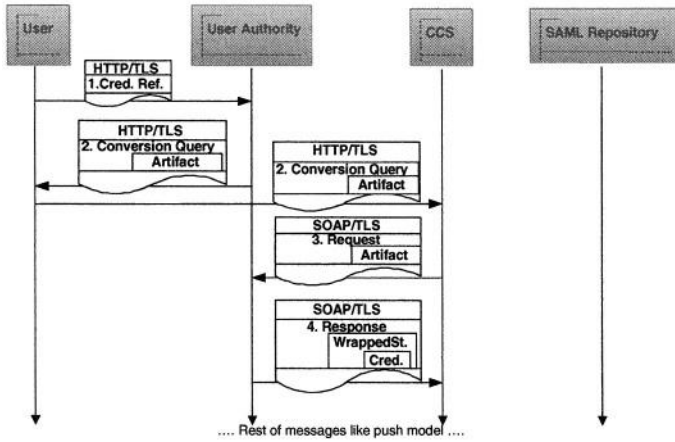 User
User Authority
CCS
SAML Repository
HTTP/TLS
1.Cred. Ref.
HTTP/TLS
2. Conversion Query
Artifact
HTTP/TLS
2. Conversion Query
Artifact
SOAP/TLS
3. Request
Artifact
SOAP/TLS
4. Response
WrappedSt.
Cred.
.... Rest of messages like push model ....